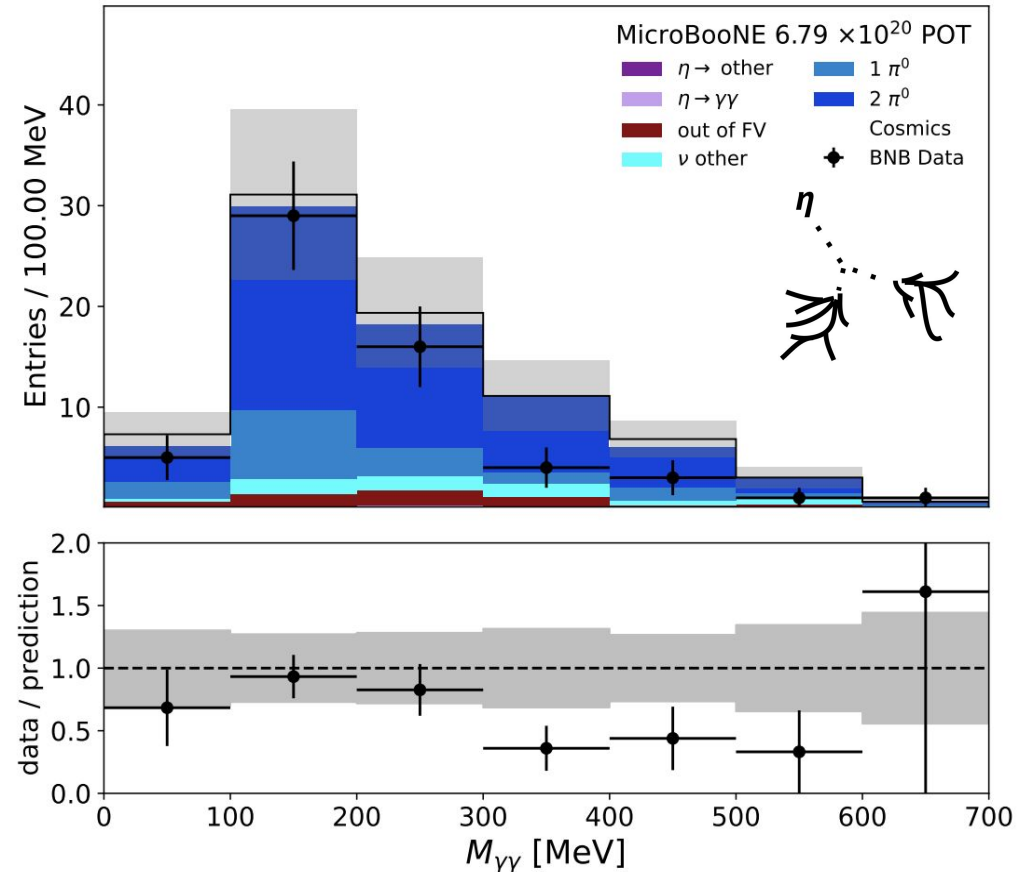 MicroBooNE 6.79 ×10²⁰ POT
η→ other
η→γγ
out of FV
ν other
1 π⁰
2 π⁰
Cosmics
BNB Data
η
Entries / 100.00 MeV
40
30
20
10
data / prediction
2.0
1.5
1.0
0.5
0.0
0 100 200 300 400 500 600 700
Mγγ [MeV]